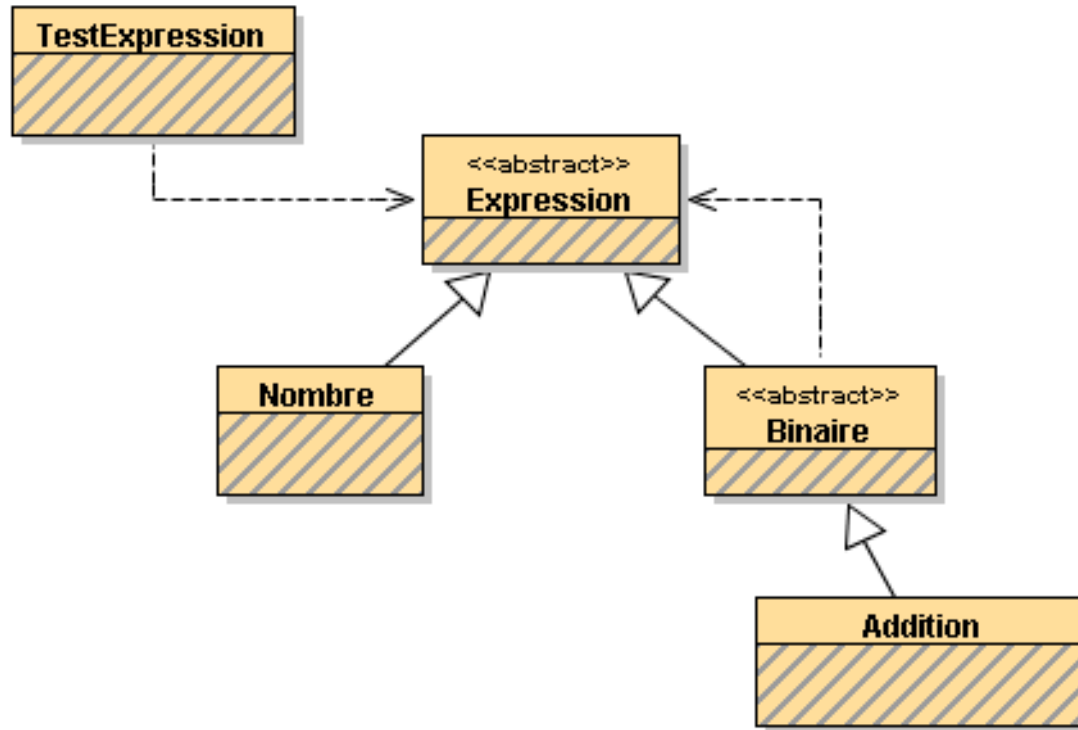 TestExpression
<<abstract>>
Expression
Nombre
<<abstract>>
Binaire
Addition